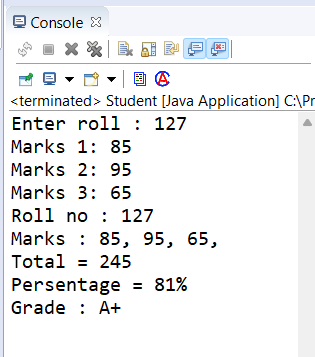 Console
<terminated> Student [Java Application] C:\Pr
Enter roll : 127
Marks 1: 85
Marks 2: 95
Marks 3: 65
Roll no : 127
Marks : 85, 95, 65,
Total = 245
Persentage = 81%
Grade : A+